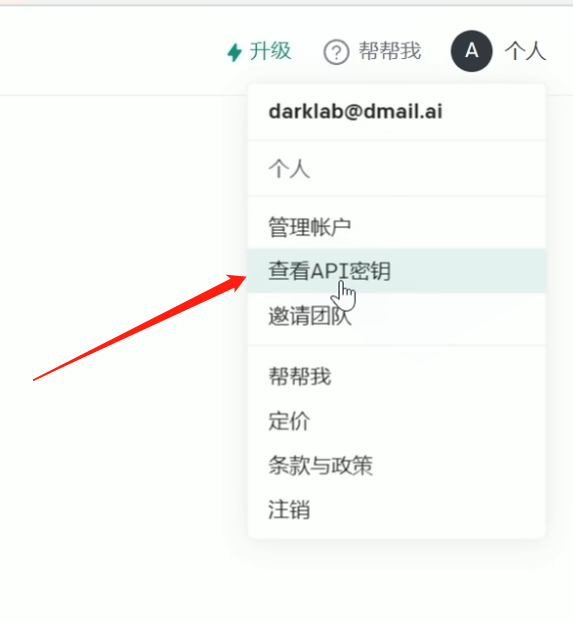 升级 帮帮我 A 个人
darklab@dmail.ai
个人
管理帐户
查看API密钥
邀请团队
帮帮我
定价
条款与政策
注销